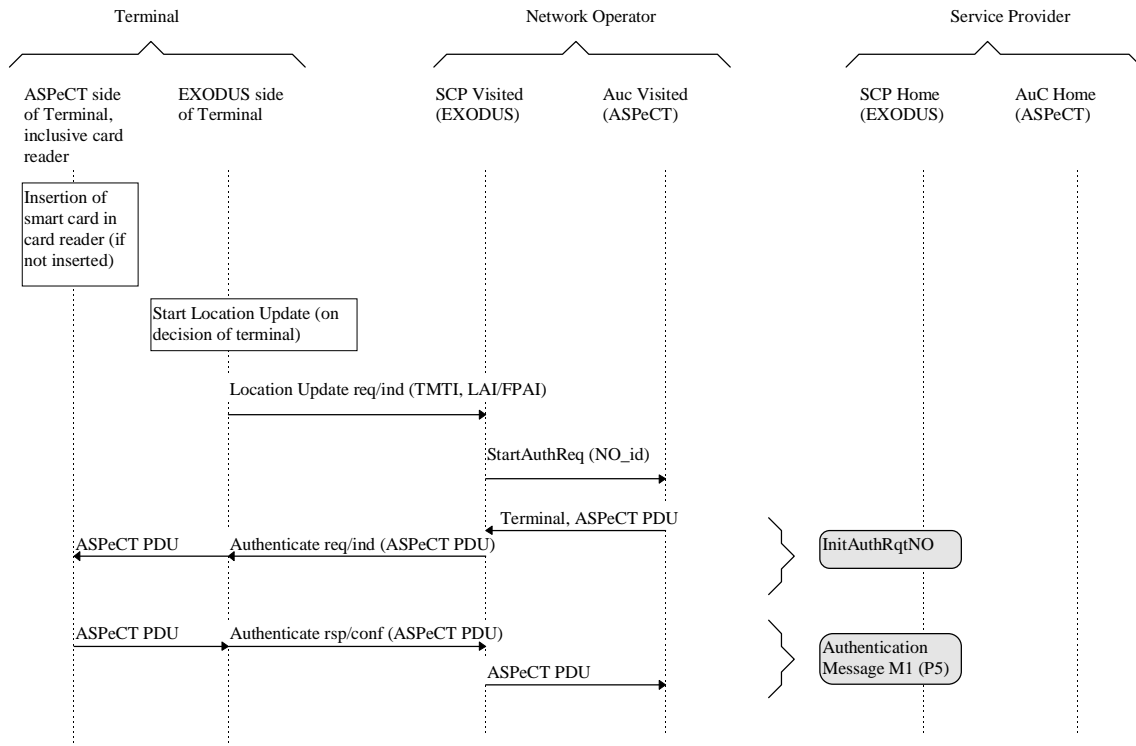 Terminal
Network Operator
Service Provider
ASPeCT side
of Terminal,
inclusive card
reader
EXODUS side
of Terminal
SCP Visited
(EXODUS)
Auc Visited
(ASPeCT)
SCP Home
(EXODUS)
AuC Home
(ASPeCT)
Insertion of
smart card in
card reader (if
not inserted)
Start Location Update (on
decision of terminal)
Location Update req/ind (TMTI, LAI/FPAI)
StartAuthReq (NO_id)
Terminal, ASPeCT PDU
ASPeCT PDU
Authenticate req/ind (ASPeCT PDU)
InitAuthRqtNO
ASPeCT PDU
Authenticate rsp/conf (ASPeCT PDU)
ASPeCT PDU
Authentication
Message M1 (P5)